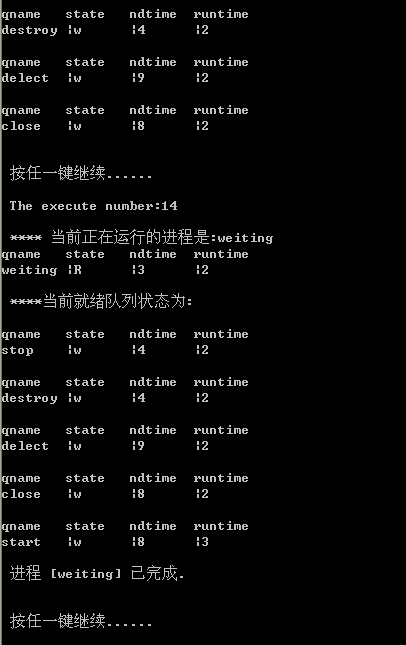 qname   state   ndtime  runtime
destroy |w      |4      |2
qname   state   ndtime  runtime
delect  |w      |9      |2
qname   state   ndtime  runtime
close   |w      |8      |2
按任一键继续......
The execute number:14
**** 当前正在运行的进程是:weiting
qname   state   ndtime  runtime
weiting |R      |3      |2
****当前就绪队列状态为:
qname   state   ndtime  runtime
stop    |w      |4      |2
qname   state   ndtime  runtime
destroy |w      |4      |2
qname   state   ndtime  runtime
delect  |w      |9      |2
qname   state   ndtime  runtime
close   |w      |8      |2
qname   state   ndtime  runtime
start   |w      |8      |3
进程 [weiting] 已完成.
按任一键继续......